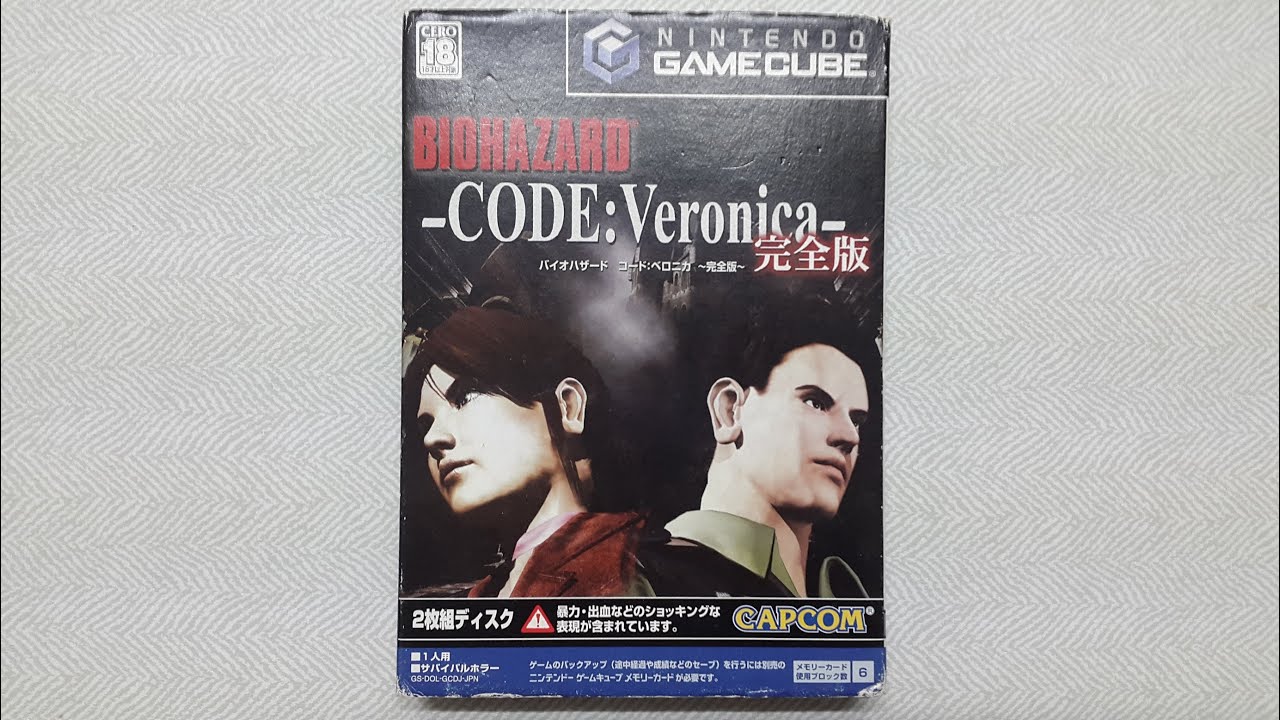 CERO
18
NINTENDO
GAMECUBE
BIOHAZARD
-CODE:Veronica-
完全版
バイオハザード コード:ベロニカ ～完全版～
2枚組ディスク
暴力・出血などのショッキングな
表現が含まれています。
CAPCOM®
■1人用
■サバイバルホラー
GS-DOL-GCDJ-JPN
ゲームのバックアップ（途中経過や成績などのセーブ）を行うには別売の
ニンテンドー ゲームキューブ メモリーカードが必要です。
メモリーカード
使用ブロック数
6